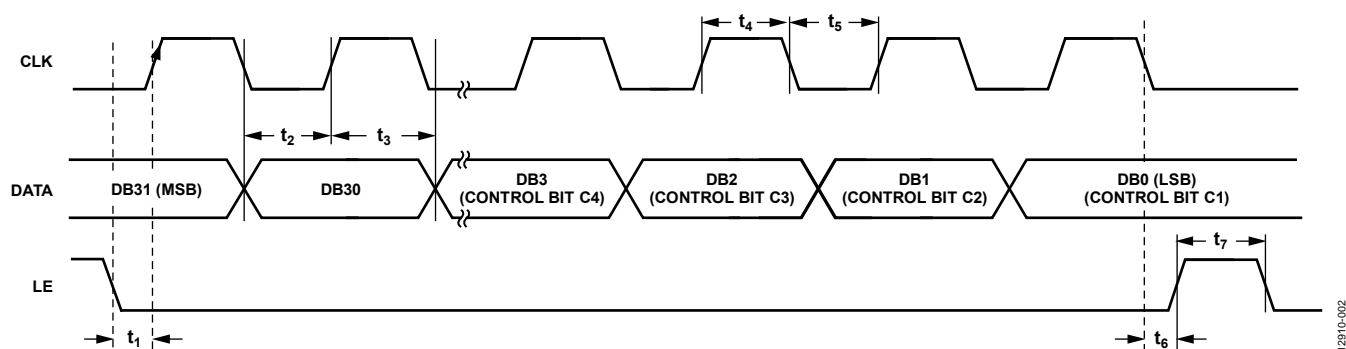 t4
t5
CLK
t2
t3
DATA
DB31 (MSB)
DB30
DB3
(CONTROL BIT C4)
DB2
(CONTROL BIT C3)
DB1
(CONTROL BIT C2)
DB0 (LSB)
(CONTROL BIT C1)
t7
LE
t1
t6
12910-002